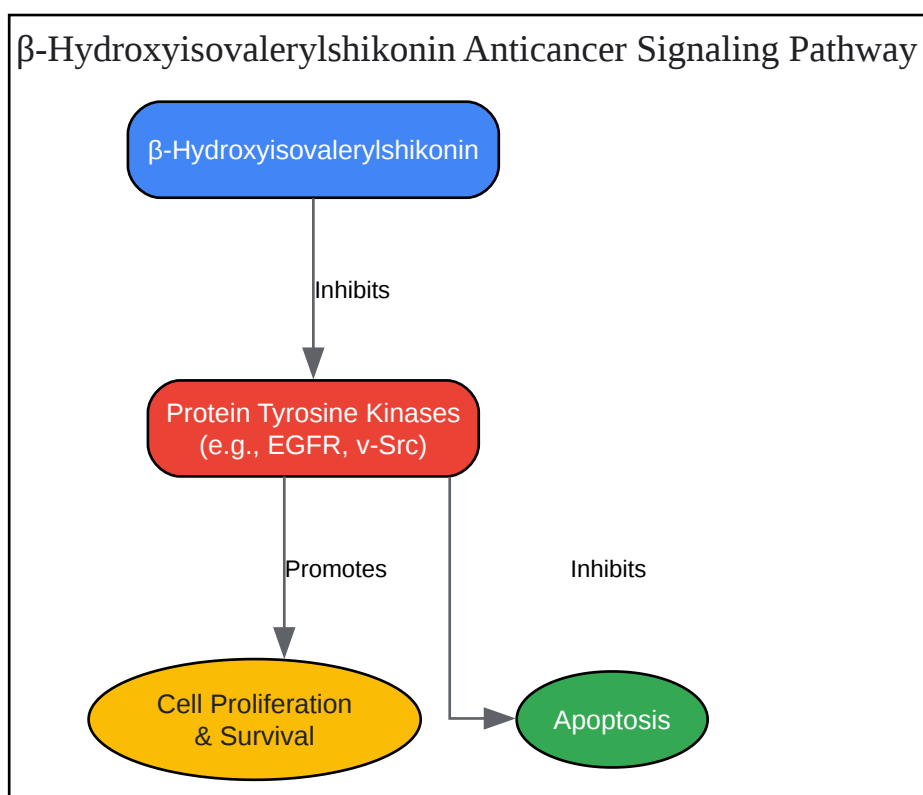 β-Hydroxyisovalerylshikonin Anticancer Signaling Pathway
β-Hydroxyisovalerylshikonin
Inhibits
Protein Tyrosine Kinases
(e.g., EGFR, v-Src)
Promotes
Inhibits
Cell Proliferation
& Survival
Apoptosis